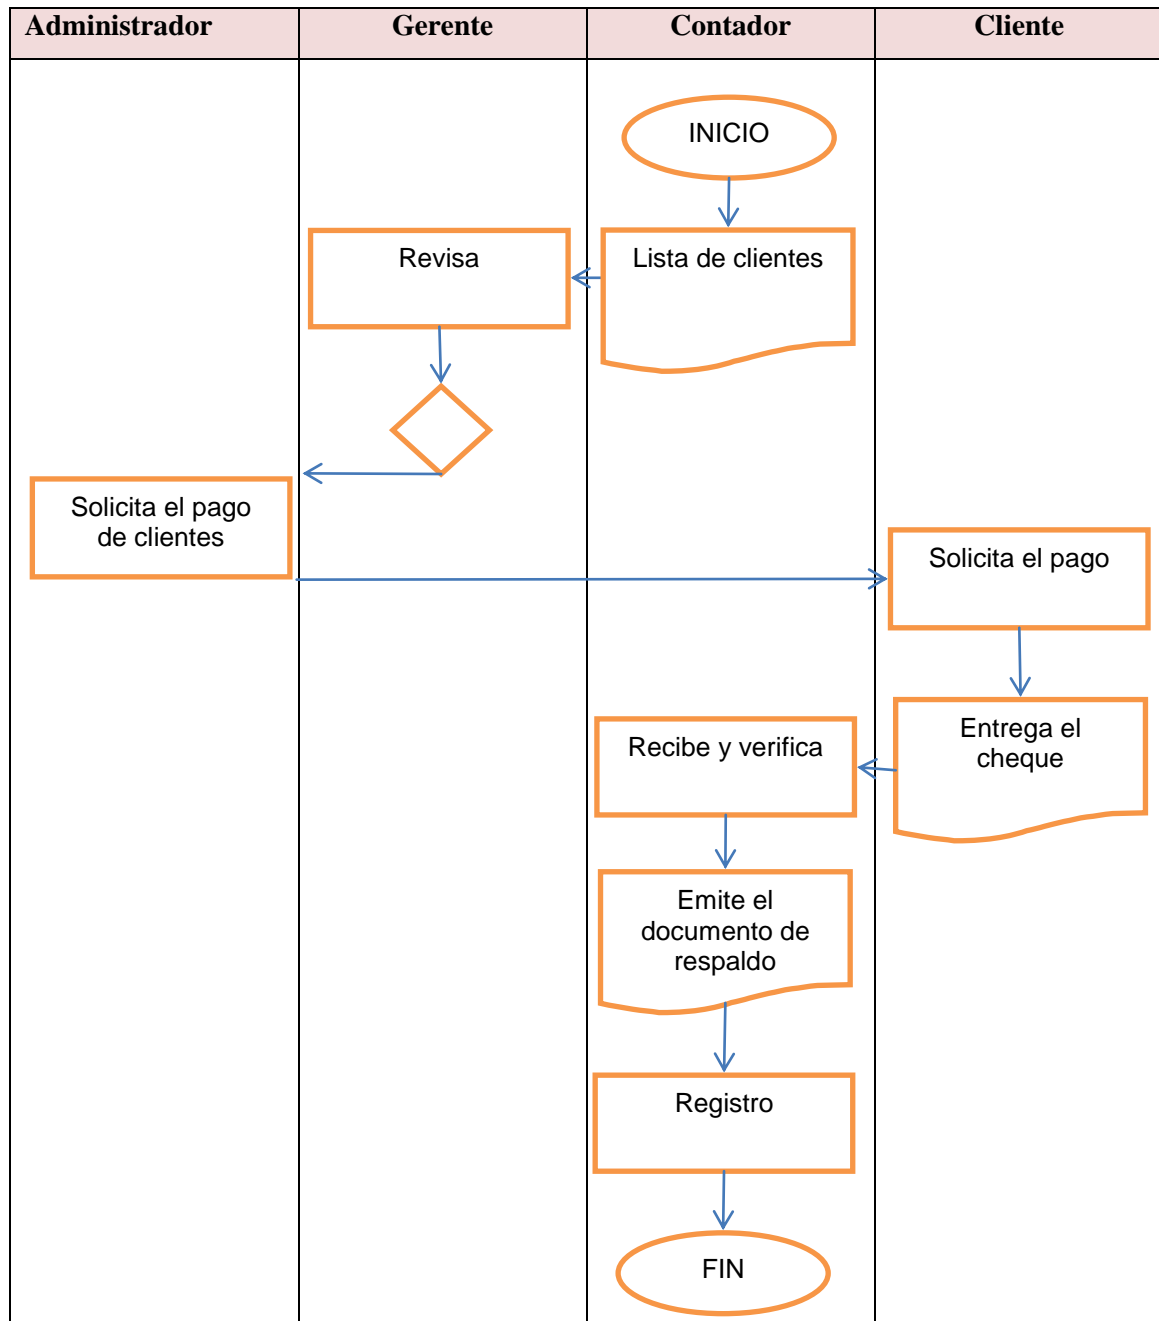 Administrador
Gerente
Contador
Cliente
INICIO
Revisa
Lista de clientes
Solicita el pago
de clientes
Solicita el pago
Entrega el
cheque
Recibe y verifica
Emite el
documento de
respaldo
Registro
FIN